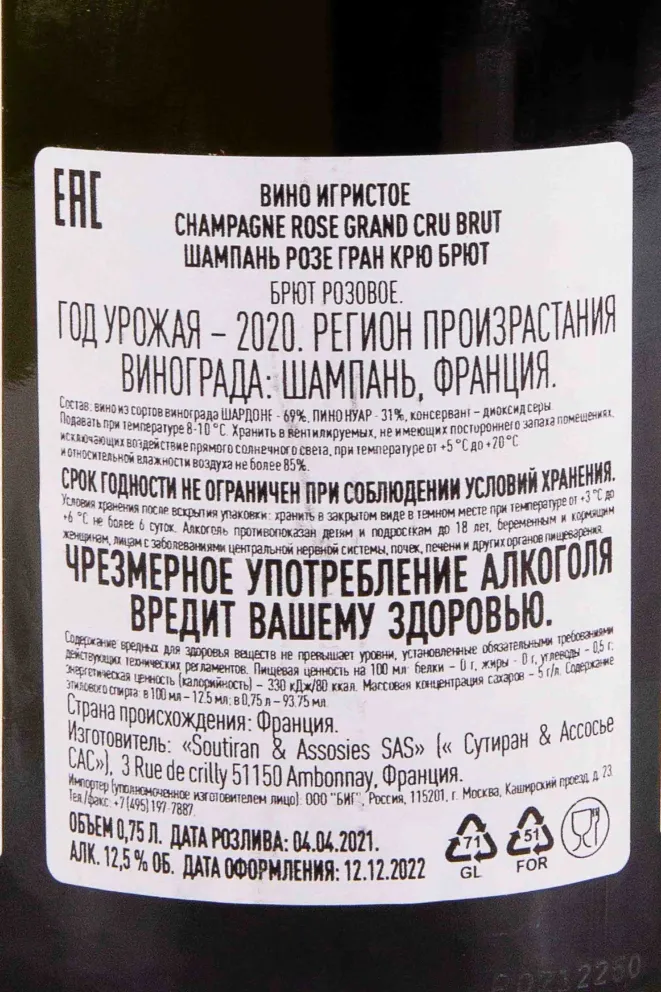 EAC
ВИНО ИГРИСТОЕ
CHAMPAGNE ROSE GRAND CRU BRUT
ШАМПАНЬ РОЗЕ ГРАН КРЮ БРЮТ
БРЮТ РОЗОВОЕ.
ГОД УРОЖАЯ – 2020. РЕГИОН ПРОИЗРАСТАНИЯ
ВИНОГРАДА: ШАМПАНЬ, ФРАНЦИЯ.
Состав: вино из сортов винограда ШАРДОНЕ - 69%, ПИНО НУАР - 31%, консервант – диоксид серы.
Подавать при температуре 8-10 °С. Хранить в вентилируемых, не имеющих постороннего запаха помещениях,
исключающих воздействие прямого солнечного света, при температуре от +5 °С до +20 °С
и относительной влажности воздуха не более 85%.
СРОК ГОДНОСТИ НЕ ОГРАНИЧЕН ПРИ СОБЛЮДЕНИИ УСЛОВИЙ ХРАНЕНИЯ.
Условия хранения после вскрытия упаковки: хранить в закрытом виде в темном месте при температуре от +3 °С до
+6 °С не более 6 суток. Алкоголь противопоказан детям и подросткам до 18 лет, беременным и кормящим
женщинам, лицам с заболеваниями центральной нервной системы, почек, печени и других органов пищеварения.
ЧРЕЗМЕРНОЕ УПОТРЕБЛЕНИЕ АЛКОГОЛЯ
ВРЕДИТ ВАШЕМУ ЗДОРОВЬЮ.
Содержание вредных для здоровья веществ не превышает уровни, установленные обязательными требованиями
действующих технических регламентов. Пищевая ценность на 100 мл: белки – 0 г, жиры - 0 г, углеводы – 0,5 г;
энергетическая ценность (калорийность) – 330 кДж/80 ккал. Массовая концентрация сахаров – 5 г/л. Содержание
этилового спирта: в 100 мл – 12.5 мл; в 0,75 л – 93.75 мл.
Страна происхождения: Франция.
Изготовитель: «Soutiran & Assosies SAS» (« Сутиран & Ассосье
САС»), 3 Rue de crilly 51150 Ambonnay, Франция.
Импортер (уполномоченное изготовителем лицо): ООО "БИГ", Россия, 115201, г. Москва, Каширский проезд, д. 23.
Тел./факс: +7 (495) 197-7887.
ОБЪЕМ 0,75 Л. ДАТА РОЗЛИВА: 04.04.2021.
АЛК. 12,5 % ОБ. ДАТА ОФОРМЛЕНИЯ: 12.12.2022
71
GL
51
FOR